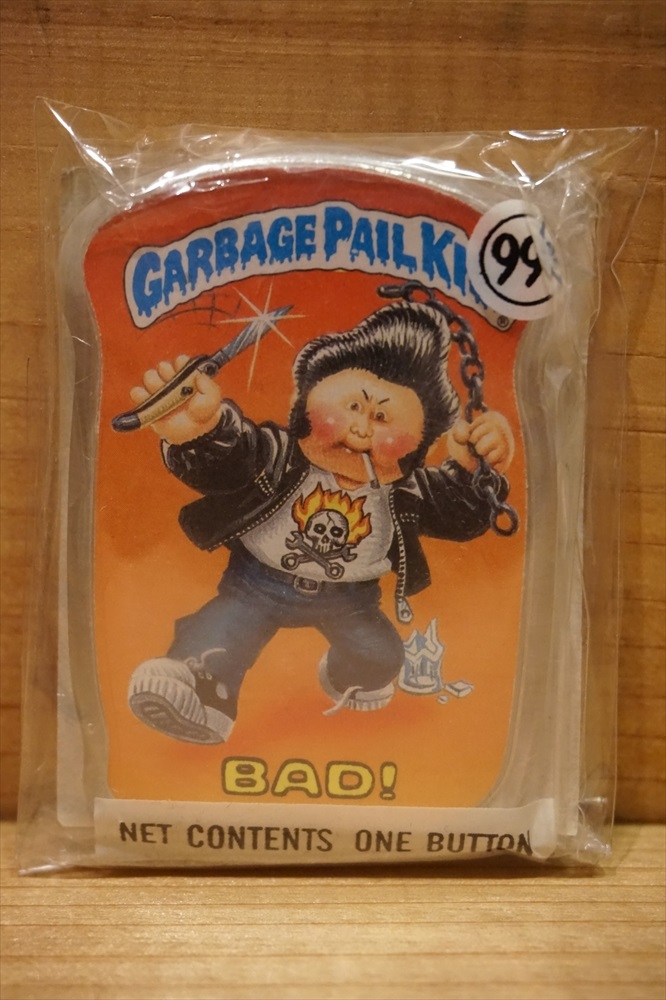 GARBAGE PAIL KI
99
®
BAD!
NET CONTENTS ONE BUTTON